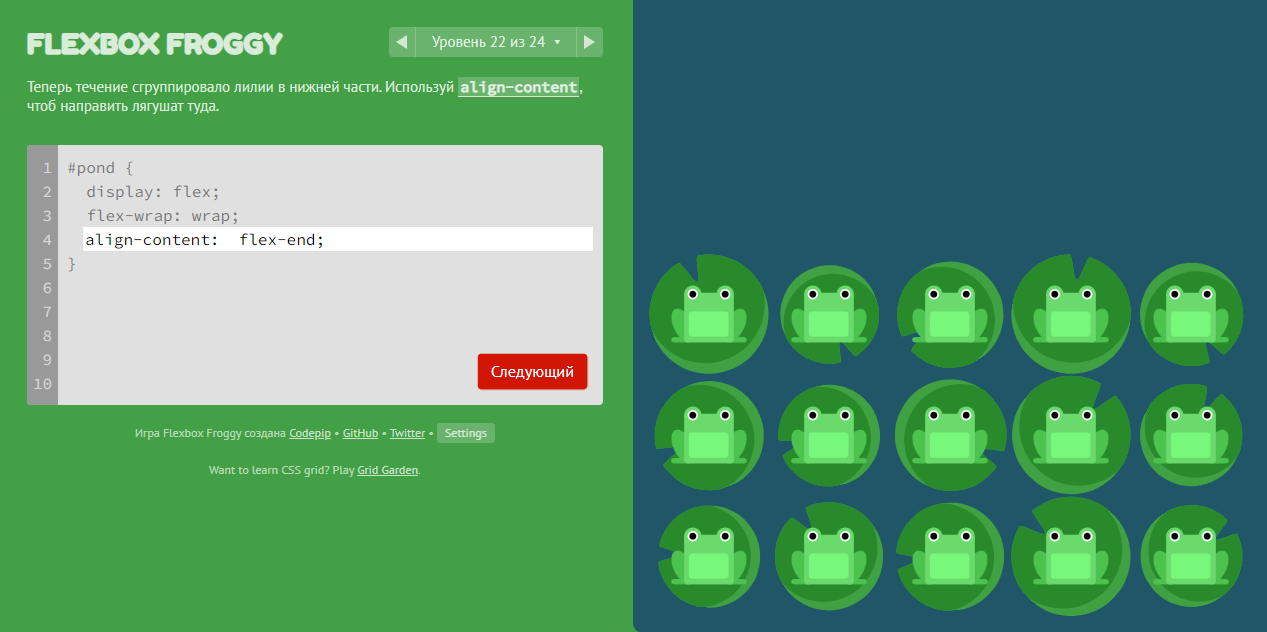 FLEXBOX FROGGY
Уровень 22 из 24
Теперь течение сгруппировало лилии в нижней части. Используй align-content,
чтоб направить лягушат туда.
1 #pond {
2 display: flex;
3 flex-wrap: wrap;
4 align-content:  flex-end;
5 }
6
7
8
9
10
Следующий
Игра Flexbox Froggy создана Codepip • GitHub • Twitter • Settings
Want to learn CSS grid? Play Grid Garden.